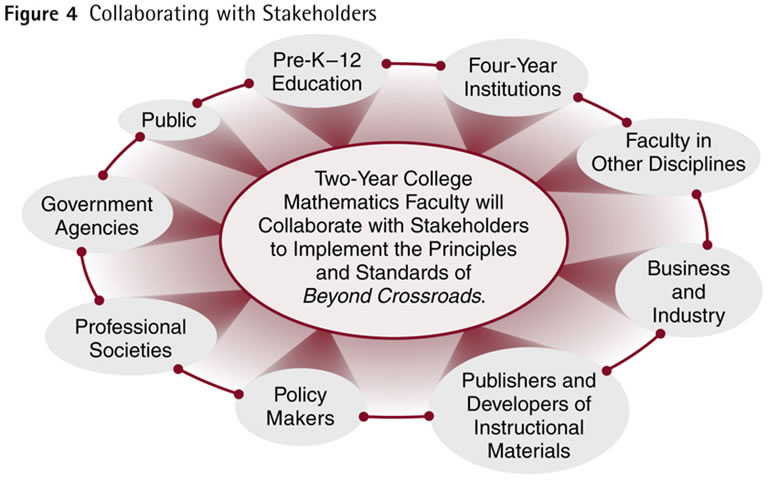 Figure 4 Collaborating with Stakeholders
Pre-K–12
Education
Four-Year
Institutions
Public
Faculty in
Other Disciplines
Government
Agencies
Two-Year College
Mathematics Faculty will
Collaborate with Stakeholders
to Implement the Principles
and Standards of
Beyond Crossroads.
Business
and
Industry
Professional
Societies
Policy
Makers
Publishers and
Developers of
Instructional
Materials